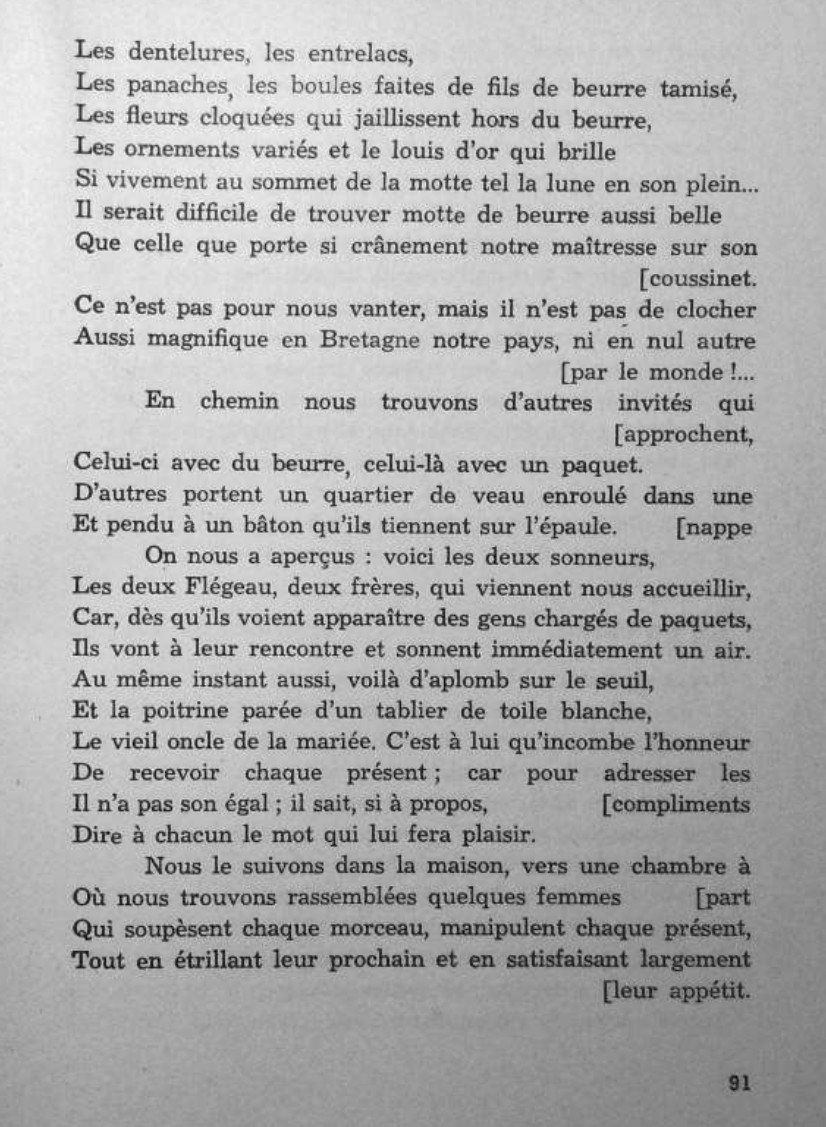 Les dentelures, les entrelacs,
Les panaches, les boules faites de fils de beurre tamisé,
Les fleurs cloquées qui jaillissent hors du beurre,
Les ornements variés et le louis d'or qui brille
Si vivement au sommet de la motte tel la lune en son plein...
Il serait difficile de trouver motte de beurre aussi belle
Que celle que porte si crânement notre maîtresse sur son
[coussinet.
Ce n'est pas pour nous vanter, mais il n'est pas de clocher
Aussi magnifique en Bretagne notre pays, ni en nul autre
[par le monde !...
En chemin nous trouvons d'autres invités qui
[approchent,
Celui-ci avec du beurre, celui-là avec un paquet.
D'autres portent un quartier de veau enroulé dans une
Et pendu à un bâton qu'ils tiennent sur l'épaule. [nappe
On nous a aperçus : voici les deux sonneurs,
Les deux Flégeau, deux frères, qui viennent nous accueillir,
Car, dès qu'ils voient apparaître des gens chargés de paquets,
Ils vont à leur rencontre et sonnent immédiatement un air.
Au même instant aussi, voilà d'aplomb sur le seuil,
Et la poitrine parée d'un tablier de toile blanche,
Le vieil oncle de la mariée. C'est à lui qu'incombe l'honneur
De recevoir chaque présent ; car pour adresser les
Il n'a pas son égal ; il sait, si à propos, [compliments
Dire à chacun le mot qui lui fera plaisir.
Nous le suivons dans la maison, vers une chambre à
Où nous trouvons rassemblées quelques femmes [part
Qui soupèsent chaque morceau, manipulent chaque présent,
Tout en étrillant leur prochain et en satisfaisant largement
[leur appétit.
91